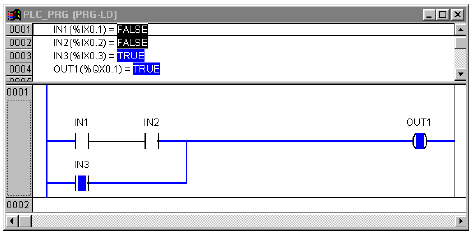 PLC_PRG (PRG-LD)
0001 IN1(%IX0.1) = FALSE
0002 IN2(%IX0.2) = FALSE
0003 IN3(%IX0.3) = TRUE
0004 OUT1(%QX0.1) = TRUE
0001
IN1 IN2 OUT1
IN3
0002